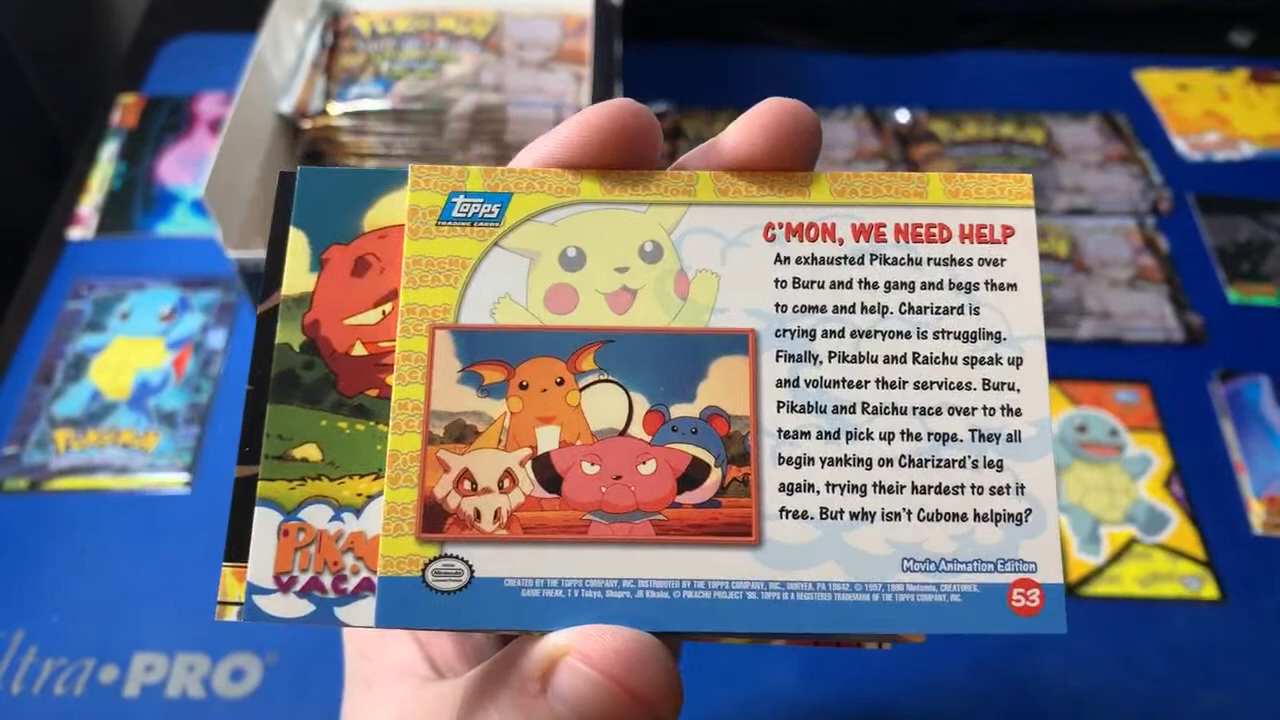 POKéMON
POKéMON
VACATION
topps
TRADING CARDS
C'MON, WE NEED HELP
An exhausted Pikachu rushes over
to Buru and the gang and begs them
to come and help. Charizard is
crying and everyone is struggling.
Finally, Pikablu and Raichu speak up
and volunteer their services. Buru,
Pikablu and Raichu race over to the
team and pick up the rope. They all
begin yanking on Charizard's leg
again, trying their hardest to set it
free. But why isn't Cubone helping?
Movie Animation Edition
53
Nintendo
CREATED BY THE TOPPS COMPANY, INC. DISTRIBUTED BY THE TOPPS COMPANY, INC., DURYEA, PA 18642. © 1997, 1998 Nintendo, CREATURES,
GAME FREAK, T V Tokyo, Shopro, JR Kikaku, © PIKACHU PROJECT '98. TOPPS IS A REGISTERED TRADEMARK OF THE TOPPS COMPANY, INC.
PIKAC
VACA
POKéMON
ltra•PRO®